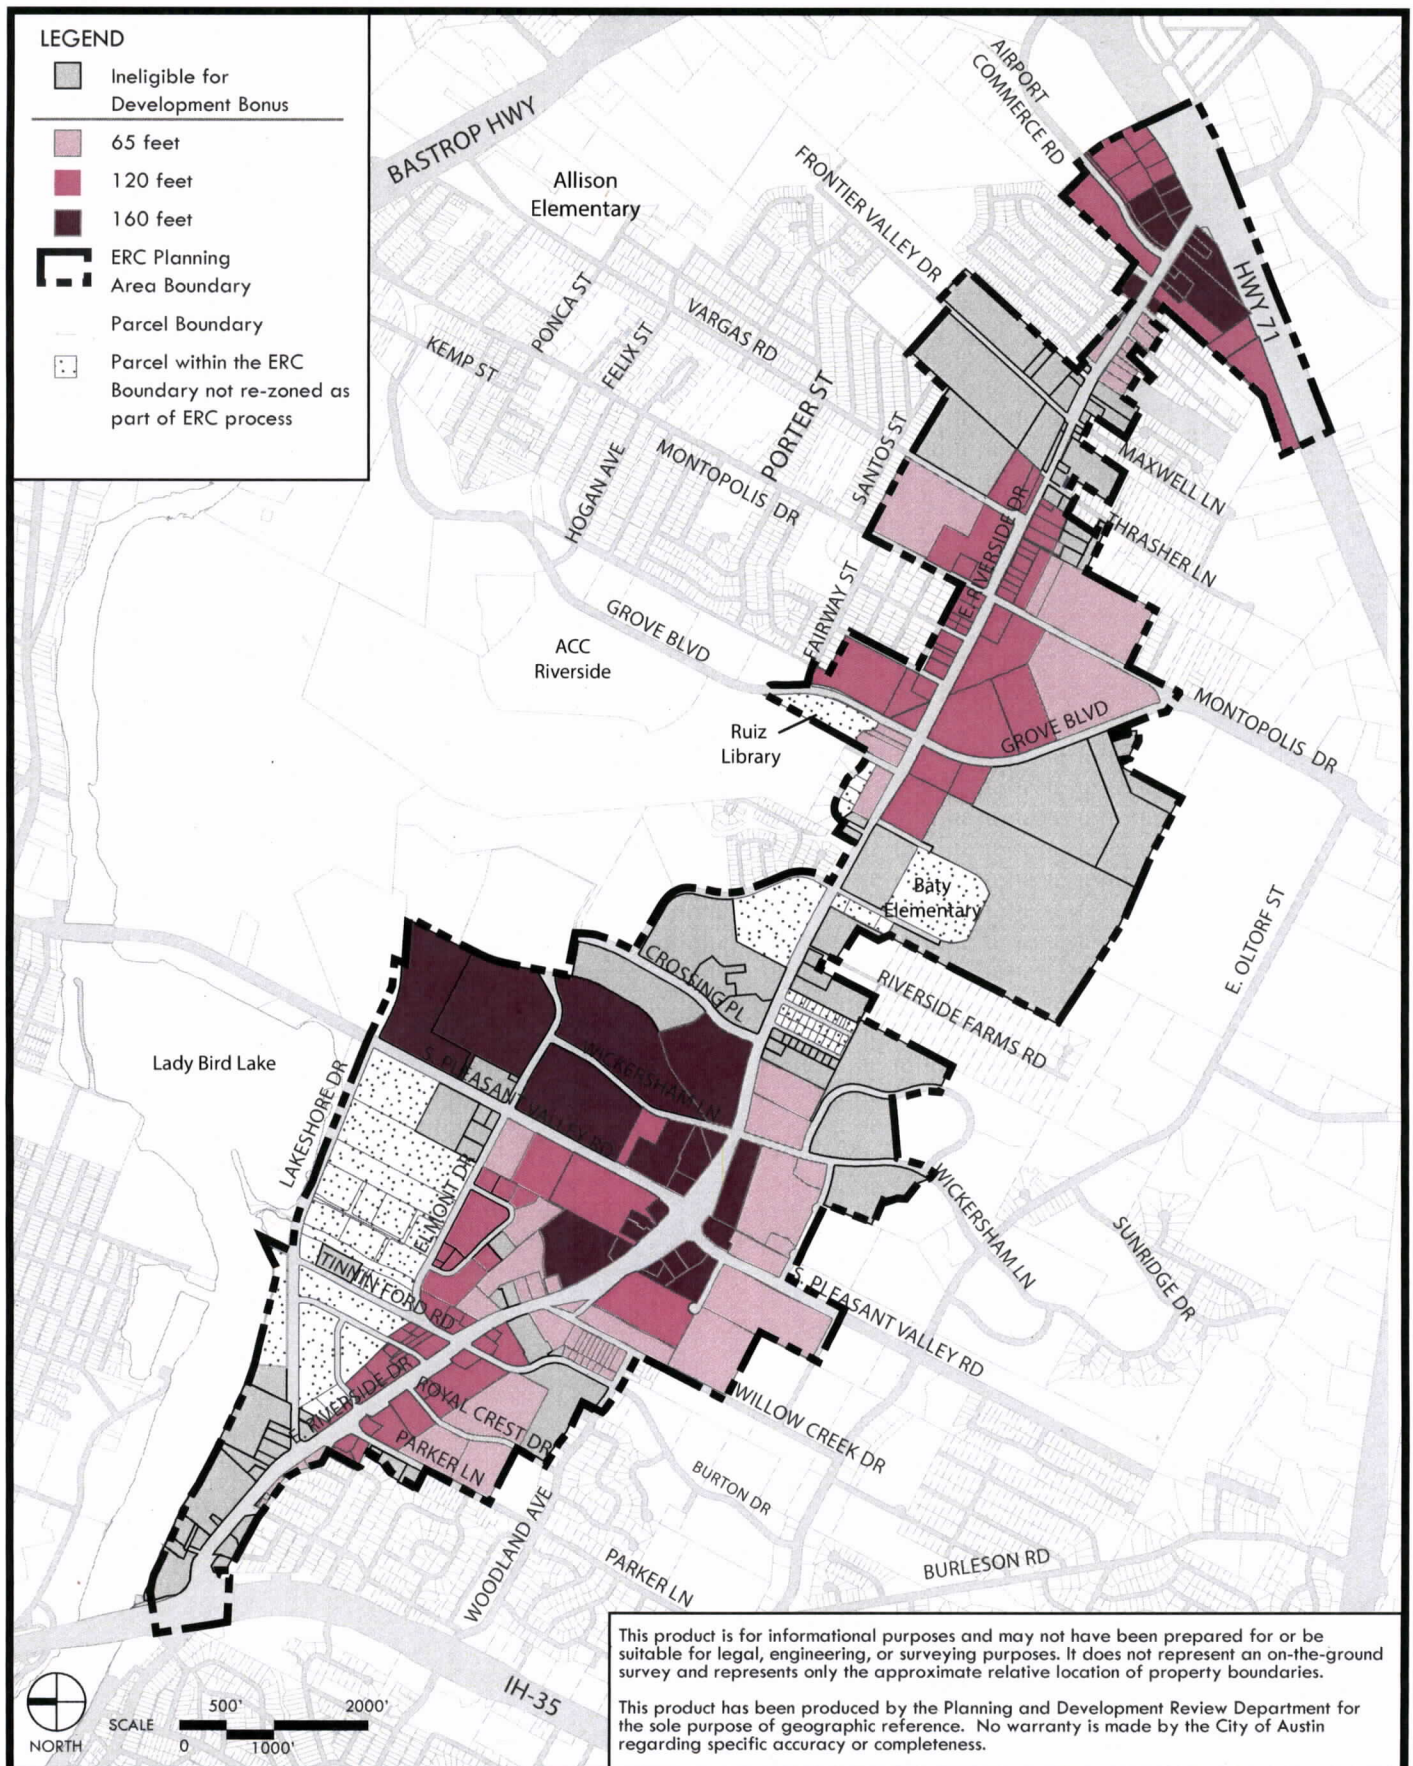 LEGEND
Ineligible for
Development Bonus
65 feet
120 feet
160 feet
ERC Planning
Area Boundary
Parcel Boundary
Parcel within the ERC
Boundary not re-zoned as
part of ERC process
AIRPORT
COMMERCE RD
BASTROP HWY
Allison
Elementary
FRONTIER VALLEY DR
HWY 71
PONCA ST
VARGAS RD
FELIX ST
KEMP ST
PORTER ST
SANTOS ST
MAXWELL LN
HOGAN AVE
MONTOPOLIS DR
E. RIVERSIDE DR
THRASHER LN
FAIRWAY ST
GROVE BLVD
ACC
Riverside
Ruiz
Library
GROVE BLVD
MONTOPOLIS DR
Baty
Elementary
E. OLTORF ST
CROSSING PL
RIVERSIDE FARMS RD
Lady Bird Lake
LAKESHORE DR
S. PLEASANT VALLEY RD
WICKERSHAM LN
ELMONT DR
WICKERSHAM LN
SUNRIDGE DR
TINNIN FORD RD
S. PLEASANT VALLEY RD
E. RIVERSIDE DR
ROYAL CREST DR
WILLOW CREEK DR
PARKER LN
BURTON DR
WOODLAND AVE
PARKER LN
BURLESON RD
IH-35
NORTH
SCALE
500'
2000'
0
1000'
This product is for informational purposes and may not have been prepared for or be
suitable for legal, engineering, or surveying purposes. It does not represent an on-the-ground
survey and represents only the approximate relative location of property boundaries.
This product has been produced by the Planning and Development Review Department for
the sole purpose of geographic reference. No warranty is made by the City of Austin
regarding specific accuracy or completeness.